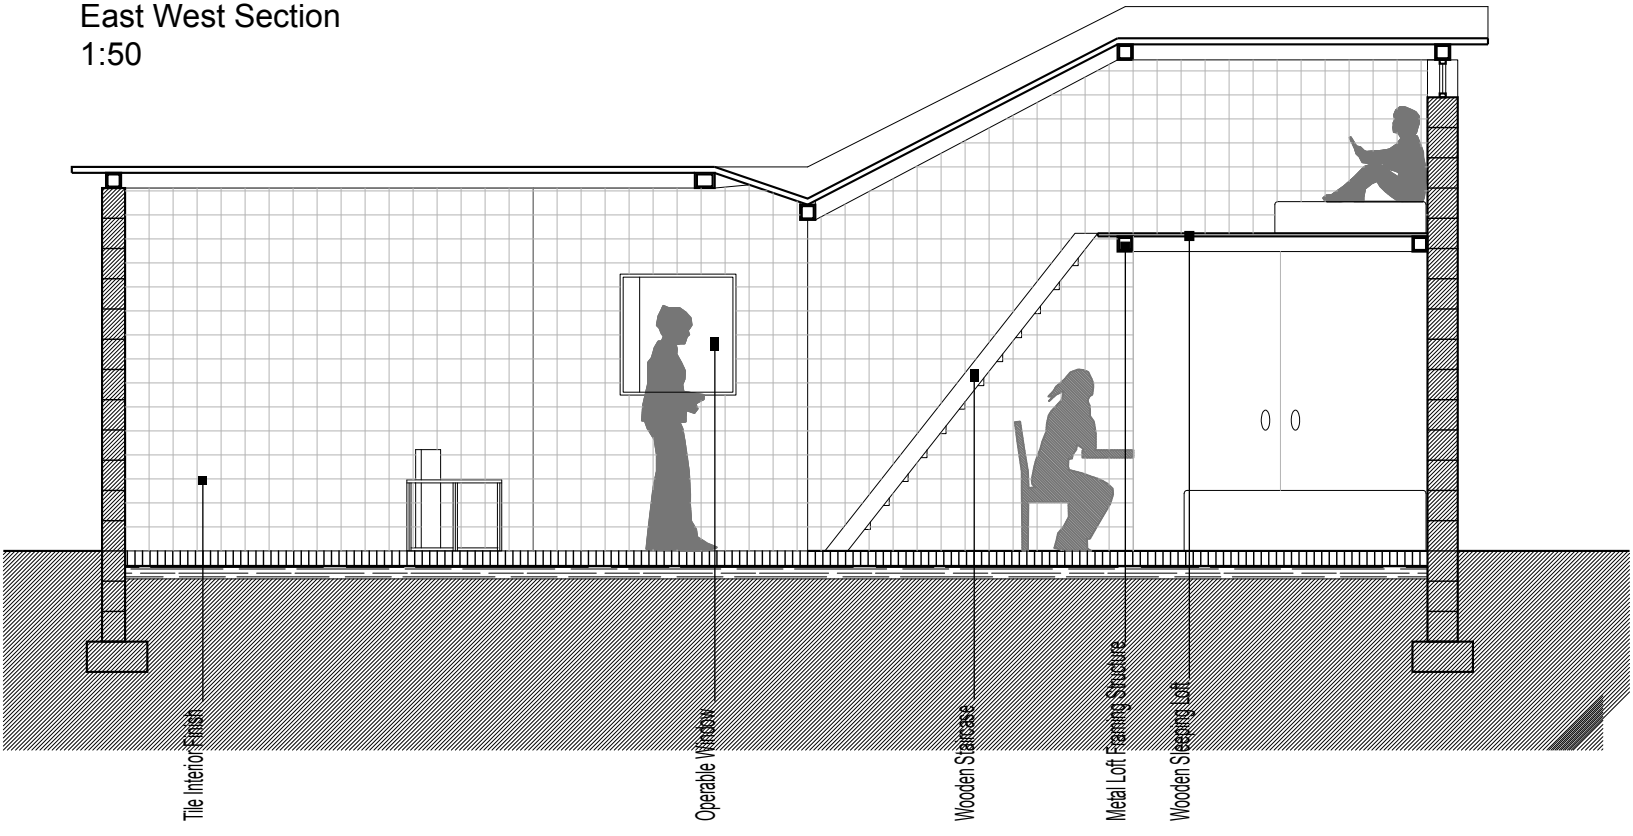 East West Section
1:50
Tile Interior Finish
Operable Window
Wooden Staircase
Metal Loft Framing Structure
Wooden Sleeping Loft